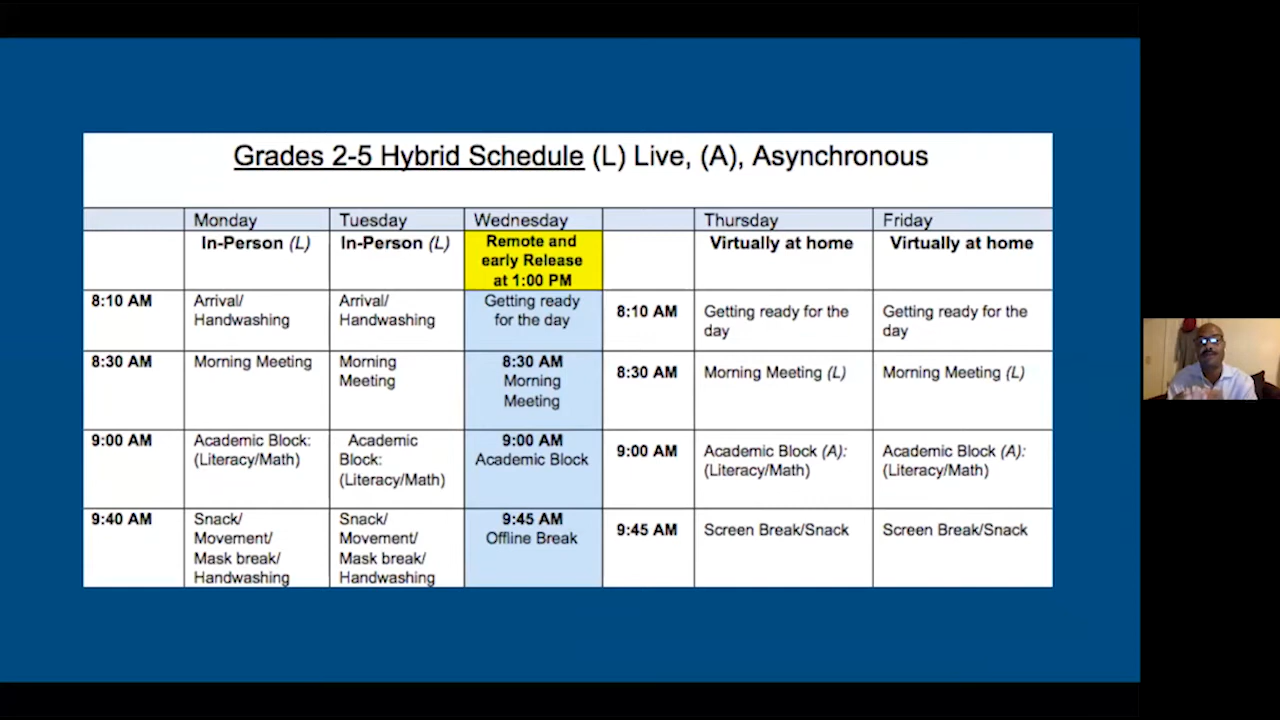 Grades 2-5 Hybrid Schedule (L) Live, (A), Asynchronous
Monday Tuesday Wednesday Thursday Friday
In-Person (L) In-Person (L) Remote and Virtually at home Virtually at home
early Release
at 1:00 PM
8:10 AM Arrival/ Arrival/ Getting ready 8:10 AM Getting ready for the Getting ready for the
Handwashing Handwashing for the day day day
8:30 AM Morning Meeting Morning 8:30 AM 8:30 AM Morning Meeting (L) Morning Meeting (L)
Meeting Morning
Meeting
9:00 AM Academic Block: Academic 9:00 AM 9:00 AM Academic Block (A): Academic Block (A):
(Literacy/Math) Block: Academic Block (Literacy/Math) (Literacy/Math)
(Literacy/Math)
9:40 AM Snack/ Snack/ 9:45 AM 9:45 AM Screen Break/Snack Screen Break/Snack
Movement/ Movement/ Offline Break
Mask break/ Mask break/
Handwashing Handwashing